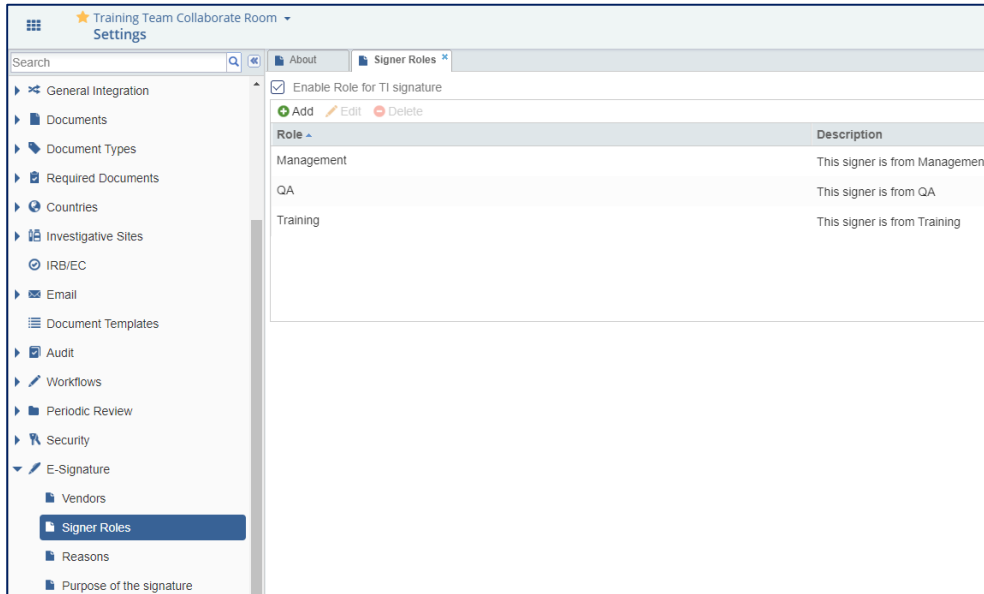 Training Team Collaborate Room
Settings
Search
General Integration
Documents
Document Types
Required Documents
Countries
Investigative Sites
IRB/EC
Email
Document Templates
Audit
Workflows
Periodic Review
Security
E-Signature
Vendors
Signer Roles
Reasons
Purpose of the signature
About
Signer Roles
Enable Role for TI signature
Add Edit Delete
Role Description
Management This signer is from Managemen
QA This signer is from QA
Training This signer is from Training